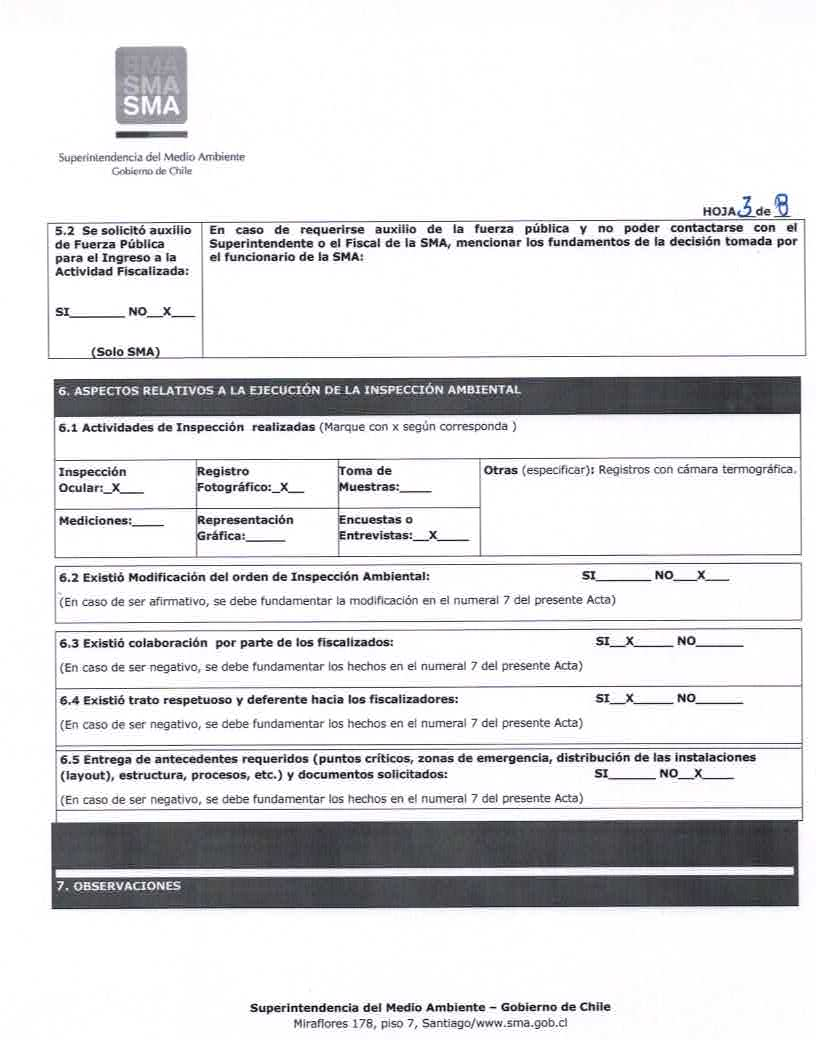 SMA
SMA
SMA
Superintendencia del Medio Ambiente
Gobierno de Chile
HOJA 3 de 8
5.2 Se solicitó auxilio de Fuerza Pública para el Ingreso a la Actividad Fiscalizada:
SI________ NO__X___
(Solo SMA)
En caso de requerirse auxilio de la fuerza pública y no poder contactarse con el
Superintendente o el Fiscal de la SMA, mencionar los fundamentos de la decisión tomada por
el funcionario de la SMA:
6. ASPECTOS RELATIVOS A LA EJECUCIÓN DE LA INSPECCIÓN AMBIENTAL
6.1 Actividades de Inspección realizadas (Marque con x según corresponda )
Inspección
Ocular:_X___
Registro
Fotográfico:_X__
Toma de
Muestras:____
Otras (especificar): Registros con cámara termográfica.
Mediciones:____
Representación
Gráfica:_____
Encuestas o
Entrevistas:__X____
6.2 Existió Modificación del orden de Inspección Ambiental: SI_______ NO___X___
(En caso de ser afirmativo, se debe fundamentar la modificación en el numeral 7 del presente Acta)
6.3 Existió colaboración por parte de los fiscalizados: SI__X_____ NO______
(En caso de ser negativo, se debe fundamentar los hechos en el numeral 7 del presente Acta)
6.4 Existió trato respetuoso y deferente hacia los fiscalizadores: SI__X_____ NO______
(En caso de ser negativo, se debe fundamentar los hechos en el numeral 7 del presente Acta)
6.5 Entrega de antecedentes requeridos (puntos críticos, zonas de emergencia, distribución de las instalaciones
(layout), estructura, procesos, etc.) y documentos solicitados: SI______ NO__X____
(En caso de ser negativo, se debe fundamentar los hechos en el numeral 7 del presente Acta)
7. OBSERVACIONES
Superintendencia del Medio Ambiente – Gobierno de Chile
Miraflores 178, piso 7, Santiago/www.sma.gob.cl